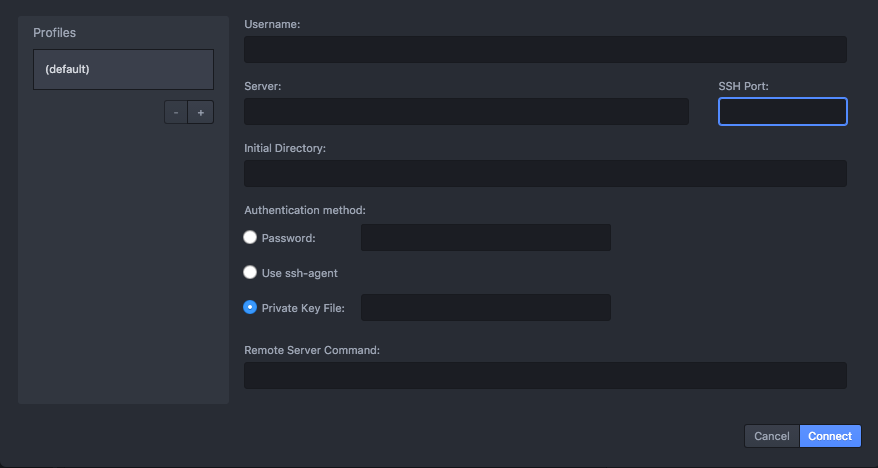 Profiles
(default)
- +
Username:
Server:
SSH Port:
Initial Directory:
Authentication method:
Password:
Use ssh-agent
Private Key File:
Remote Server Command:
Cancel
Connect